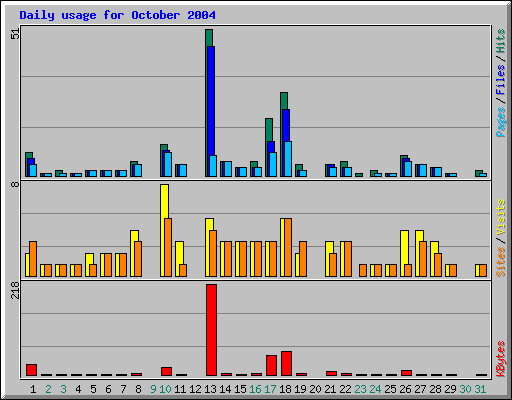 Daily usage for October 2004
51
8
218
Pages / Files / Hits
Sites / Visits
KBytes
1 2 3 4 5 6 7 8 9 10 11 12 13 14 15 16 17 18 19 20 21 22 23 24 25 26 27 28 29 30 31